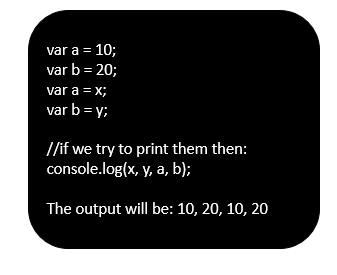 var a = 10;
var b = 20;
var a = x;
var b = y;
//if we try to print them then:
console.log(x, y, a, b);
The output will be: 10, 20, 10, 20